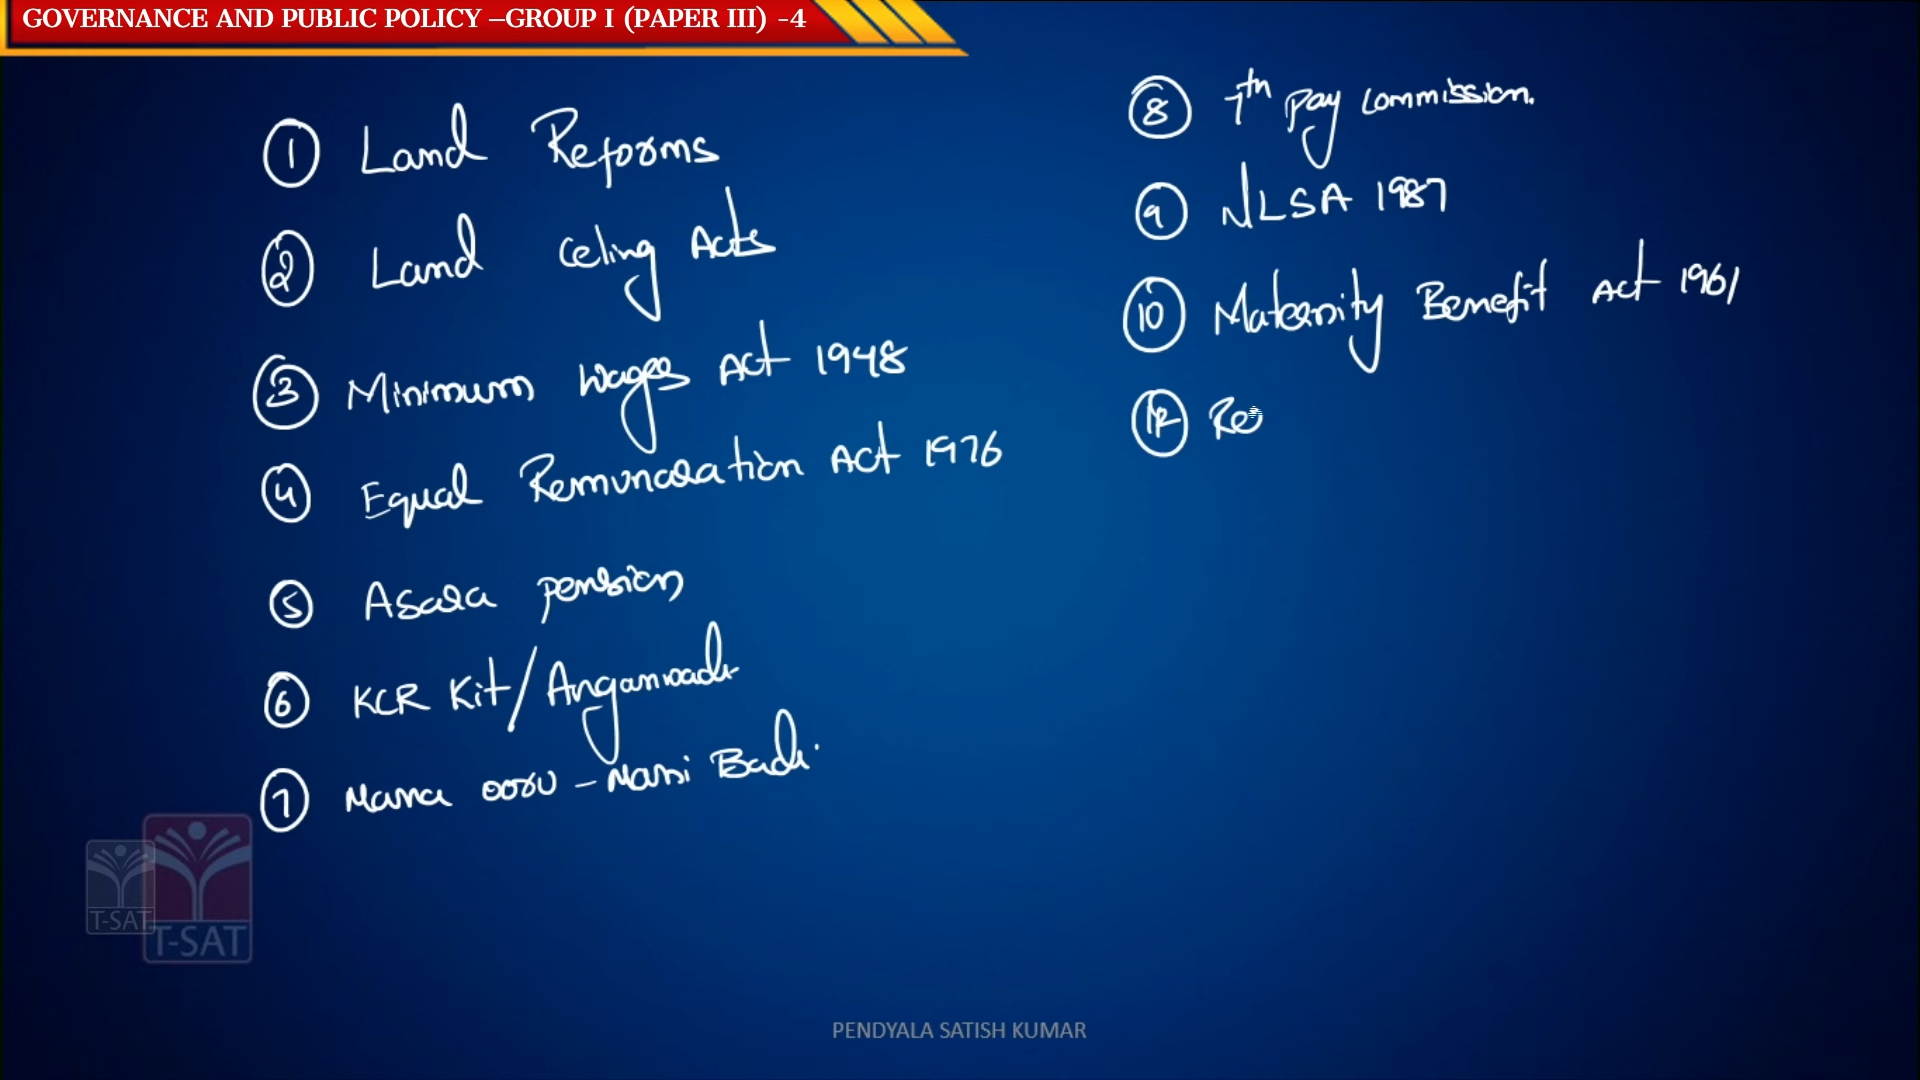 GOVERNANCE AND PUBLIC POLICY –GROUP I (PAPER III) -4
1 Land Reforms
2 Land Celing Acts
3 Minimum Wages Act 1948
4 Equal Remuneration Act 1976
5 Asara pension
6 KCR Kit/Anganwadi
7 Mana ooru - Mana Badi
8 7th Pay Commission.
9 NLSA 1987
10 Maternity Benefit Act 1961
Re
T-SAT
T-SAT
PENDYALA SATISH KUMAR